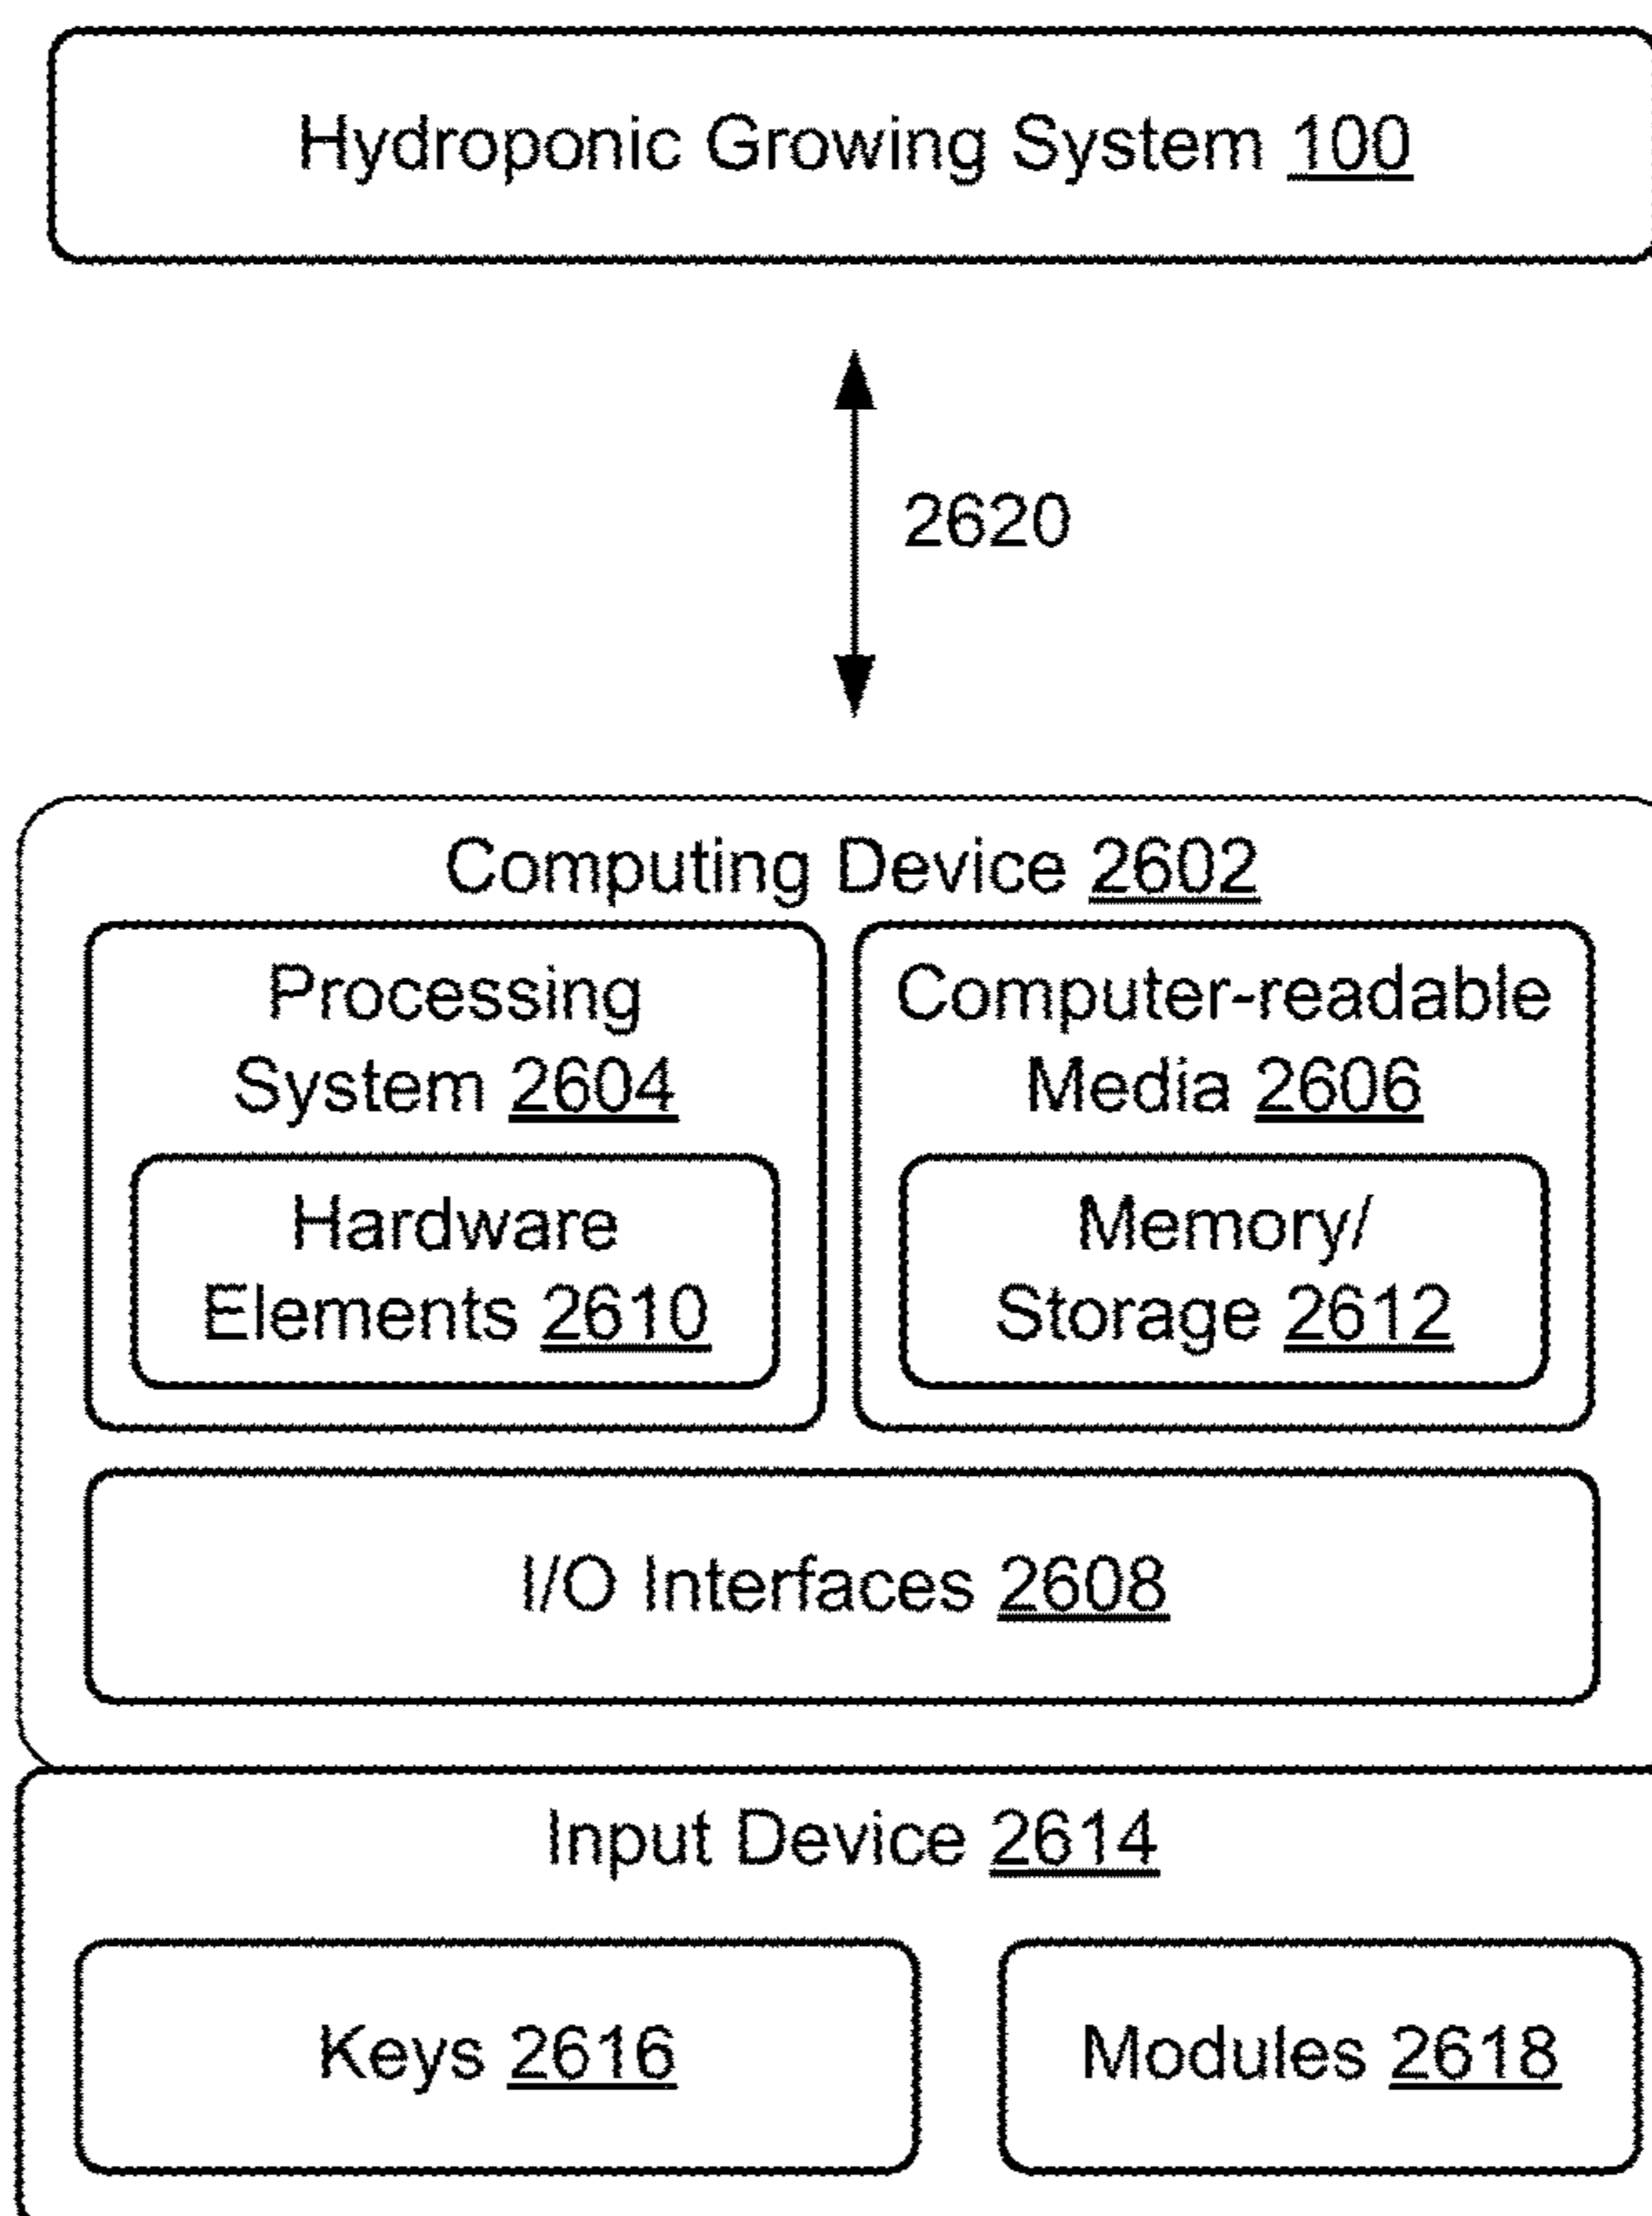 Hydroponic Growing System 100
2620
Computing Device 2602
Processing
System 2604
Hardware
Elements 2610
Computer-readable
Media 2606
Memory/
Storage 2612
I/O Interfaces 2608
Input Device 2614
Keys 2616
Modules 2618